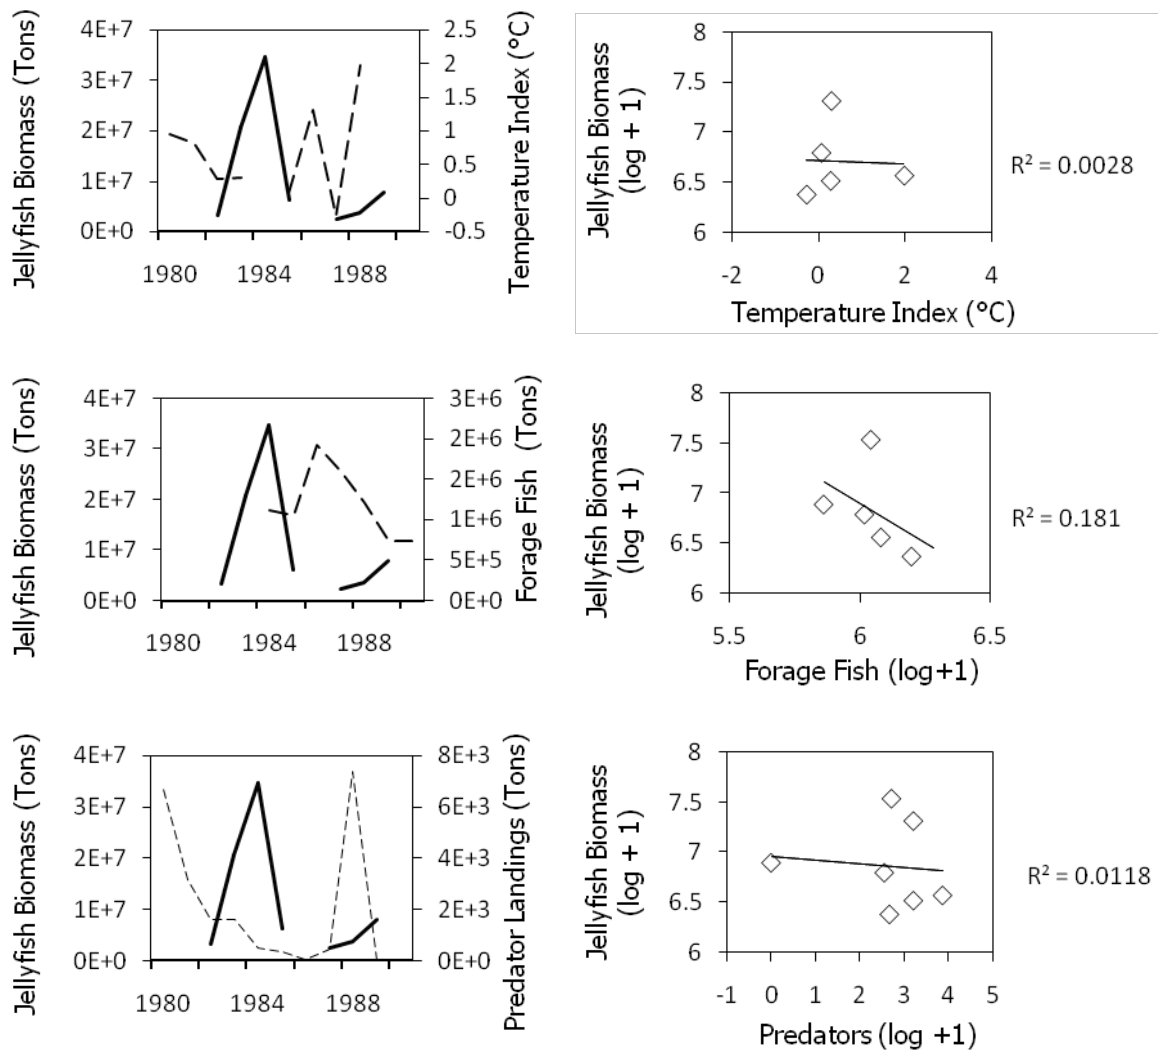 Jellyfish Biomass (Tons)
4E+7
3E+7
2E+7
1E+7
0E+0
2.5
2
1.5
1
0.5
0
-0.5
Temperature Index (°C)
1980
1984
1988
Jellyfish Biomass
(log + 1)
8
7.5
7
6.5
6
-2
0
2
4
Temperature Index (°C)
R² = 0.0028
Jellyfish Biomass (Tons)
4E+7
3E+7
2E+7
1E+7
0E+0
3E+6
2E+6
2E+6
1E+6
5E+5
0E+0
Forage Fish (Tons)
1980
1984
1988
Jellyfish Biomass
(log + 1)
8
7.5
7
6.5
6
5.5
6
6.5
Forage Fish (log+1)
R² = 0.181
Jellyfish Biomass (Tons)
4E+7
3E+7
2E+7
1E+7
0E+0
8E+3
6E+3
4E+3
2E+3
0E+0
Predator Landings (Tons)
1980
1984
1988
Jellyfish Biomass
(log + 1)
8
7.5
7
6.5
6
-1
0
1
2
3
4
5
Predators (log +1)
R² = 0.0118